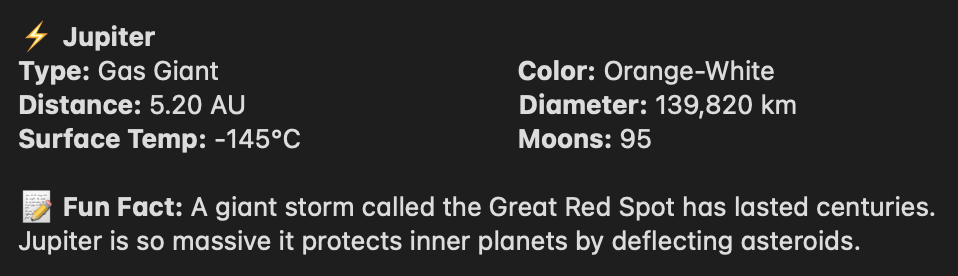 ⚡ Jupiter
Type: Gas Giant
Color: Orange-White
Distance: 5.20 AU
Diameter: 139,820 km
Surface Temp: -145°C
Moons: 95
📝 Fun Fact: A giant storm called the Great Red Spot has lasted centuries.
Jupiter is so massive it protects inner planets by deflecting asteroids.